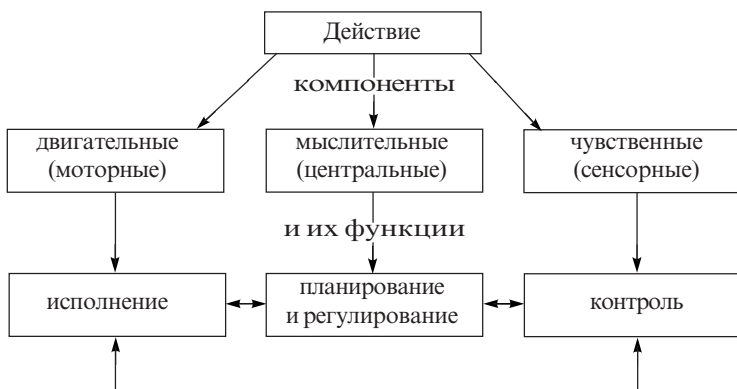 Действие
компоненты
двигательные
(моторные)
мыслительные
(центральные)
чувственные
(сенсорные)
и их функции
исполнение
планирование
и регулирование
контроль